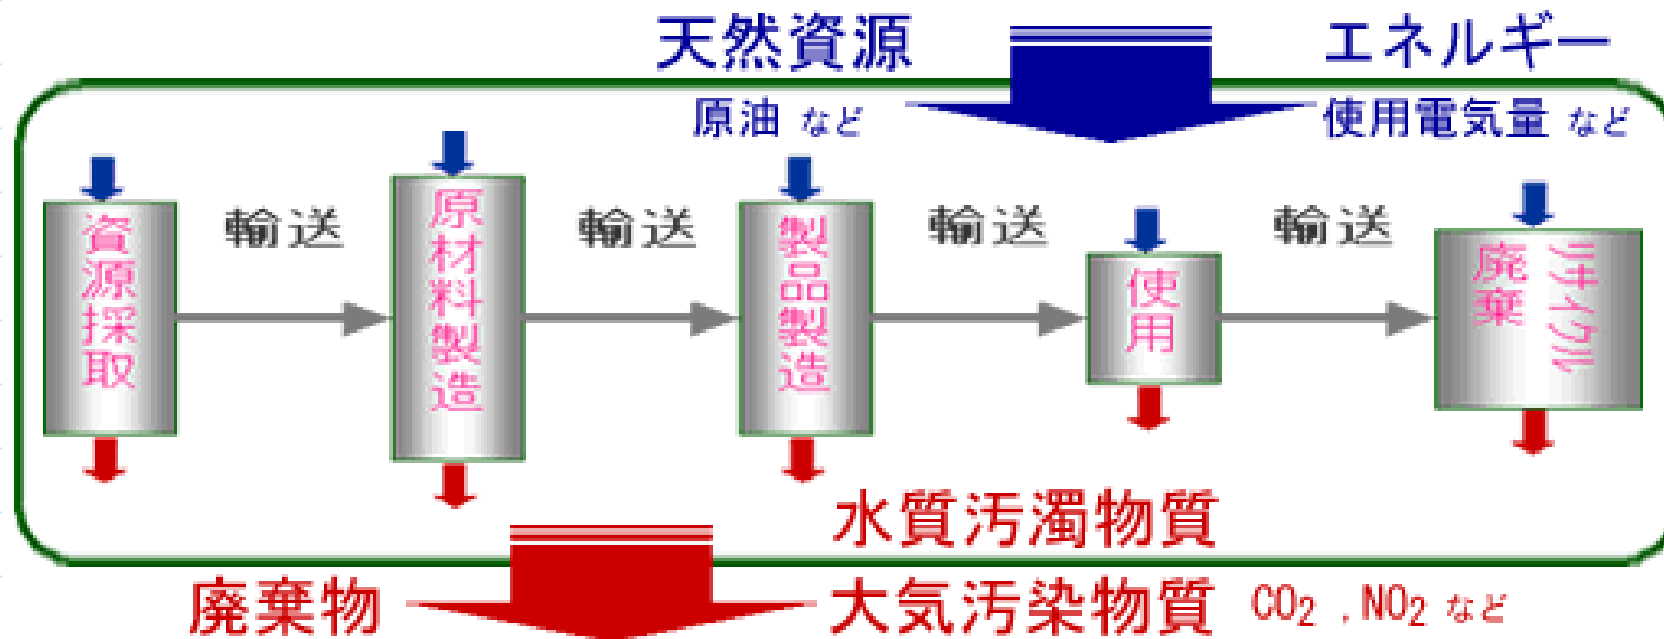 天然資源
エネルギー
原油 など
使用電気量 など
資源採取
輸送
原材料製造
輸送
製品製造
輸送
使用
輸送
廃棄
リサイクル
水質汚濁物質
廃棄物
大気汚染物質 CO2 , NO2 など